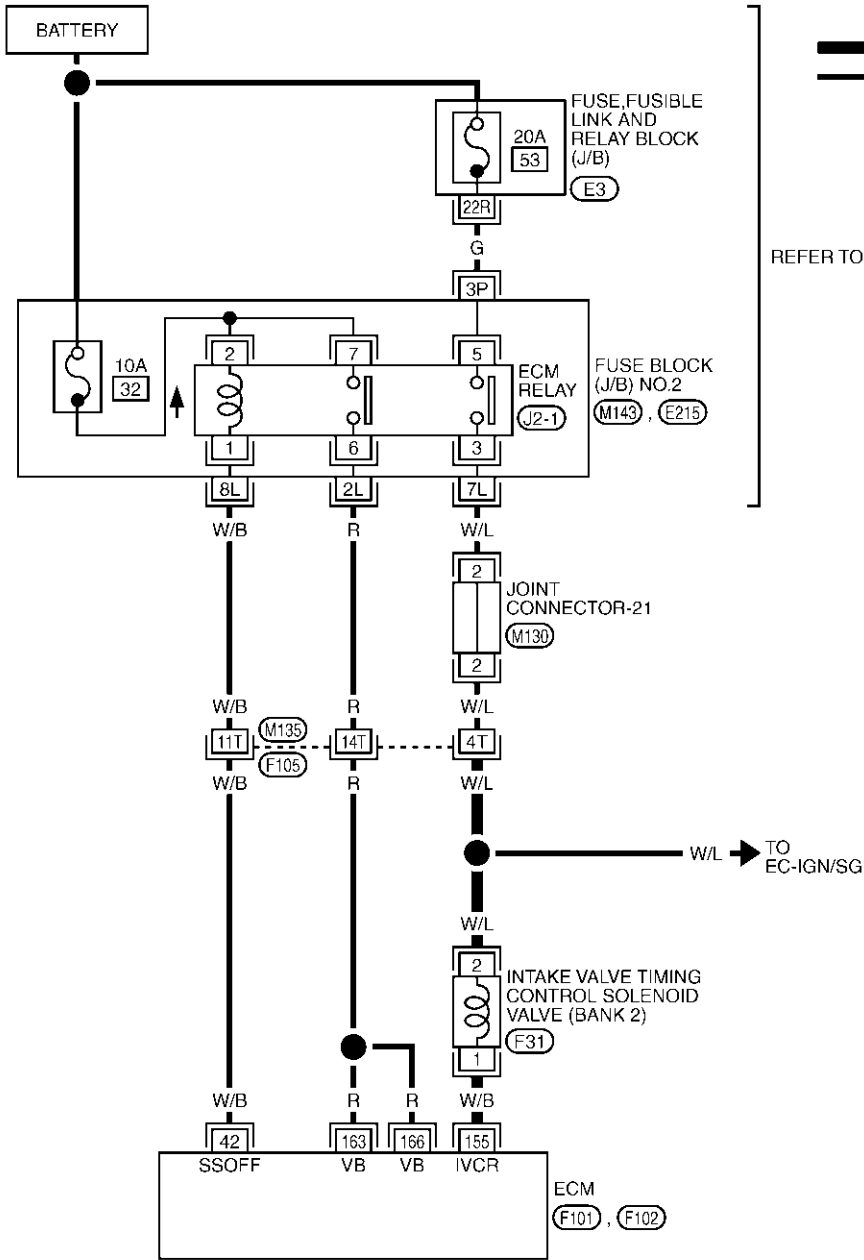 BATTERY
FUSE,FUSIBLE
LINK AND
RELAY BLOCK
(J/B)
20A
53
E3
22R
G
3P
REFER TO
10A
32
2
7
5
ECM
RELAY
J2-1
FUSE BLOCK
(J/B) NO.2
M143 , E215
1
6
3
8L
2L
7L
W/B
R
W/L
2
JOINT
CONNECTOR-21
M130
2
W/B
R
W/L
11T
M135
14T
4T
F105
W/B
R
W/L
W/L
TO
EC-IGN/SG
W/L
2
INTAKE VALVE TIMING
CONTROL SOLENOID
VALVE (BANK 2)
F31
1
W/B
R
R
W/B
42
163
166
155
SSOFF
VB
VB
IVCR
ECM
F101 , F102